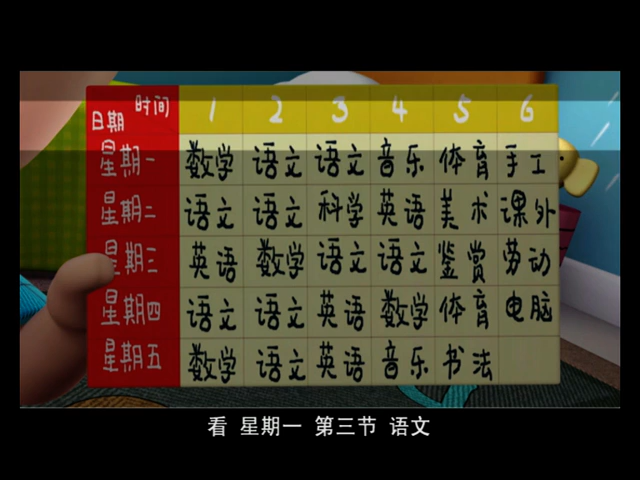 时间 1 2 3 4 5 6
日期
星期一 数学 语文 语文 音乐 体育 手工
星期二 语文 语文 科学 英语 美术 课外
星期三 英语 数学 语文 语文 鉴赏 劳动
星期四 语文 语文 英语 数学 体育 电脑
星期五 数学 语文 英语 音乐 书法
看 星期一 第三节 语文